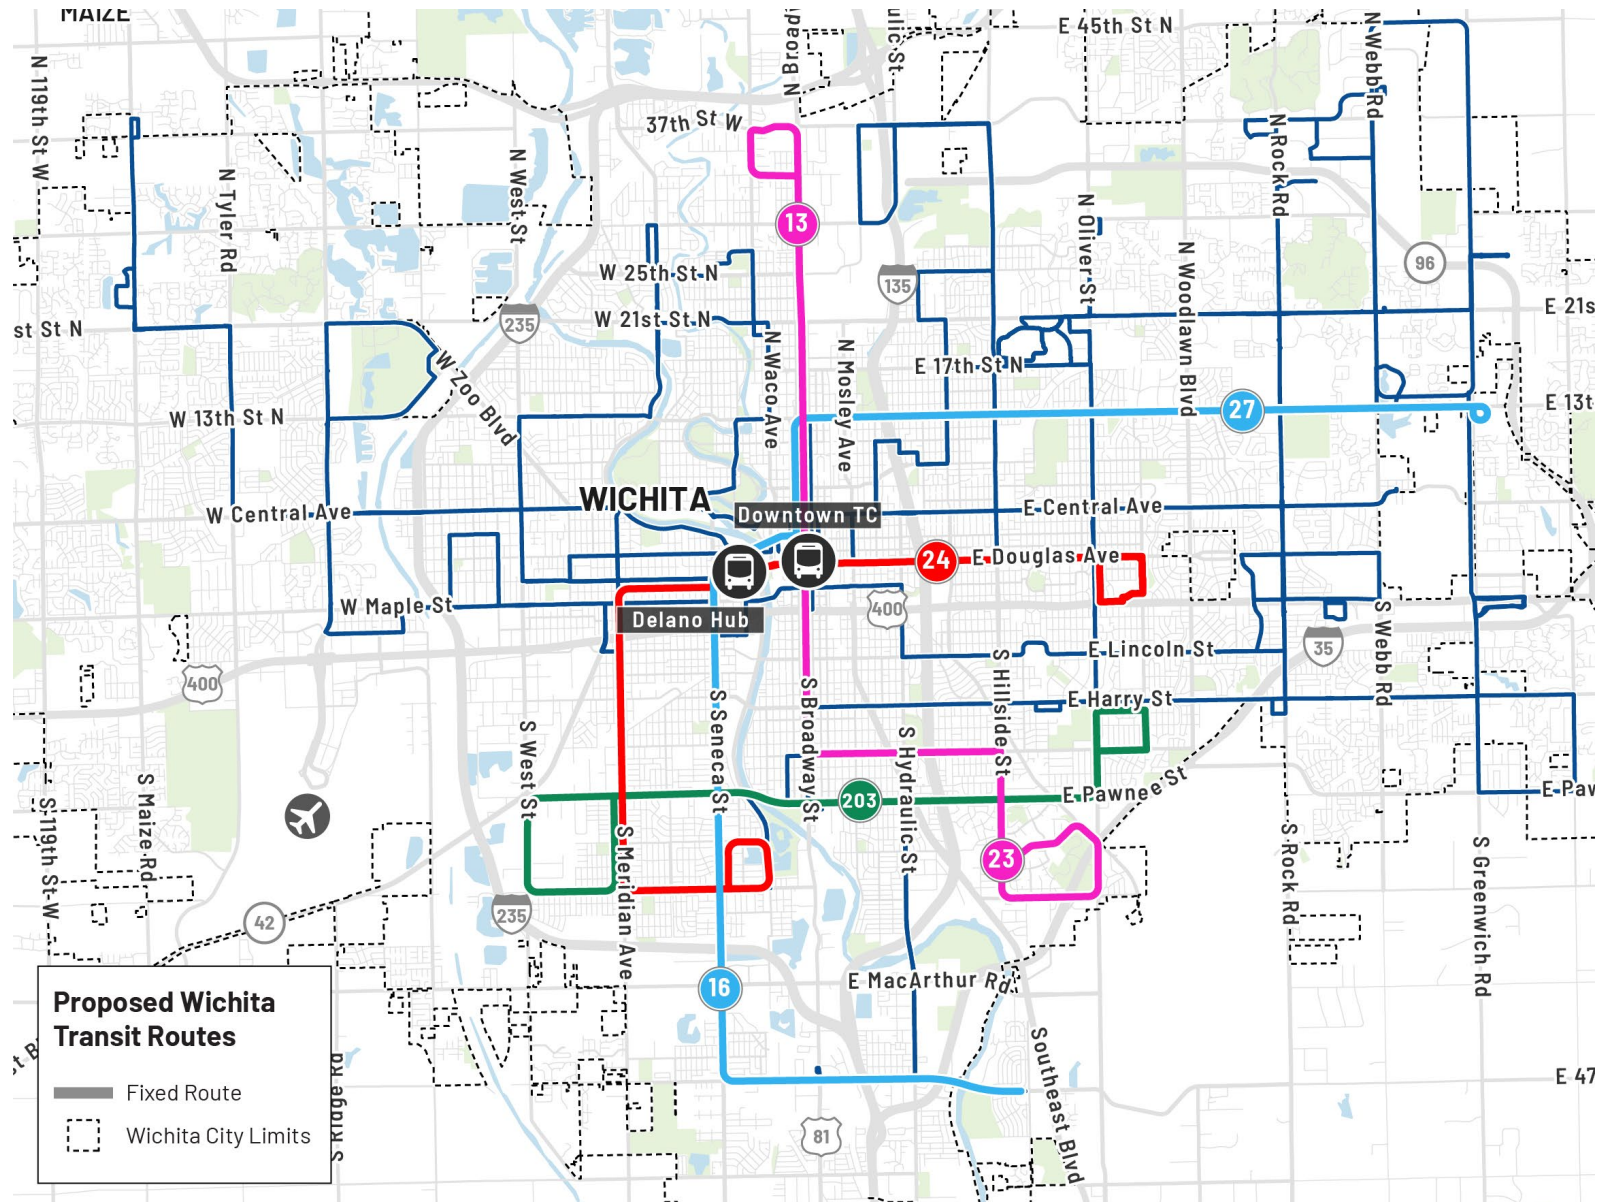 MAIZE
N 119th St W
N Tyler Rd
N West St
37th St W
N Broad
ulic St
E 45th St N
N Webb Rd
N Rock Rd
N Oliver St
N Woodlawn Blvd
13
135
96
235
W 25th St N
W 21st St N
st St N
E 21s
W Zoo Blvd
N Waco Ave
N Mosley Ave
E 17th St N
W 13th St N
27
E 13t
WICHITA
W Central Ave
Downtown TC
E Central Ave
24
E Douglas Ave
W Maple St
Delano Hub
400
E Lincoln St
35
S Webb Rd
400
E Harry St
S Hillside St
S West St
S Seneca St
S Broadway St
S Hydraulic St
203
E Pawnee St
E Paw
S 119th St W
S Maize Rd
S Meridian Ave
23
S Rock Rd
S Greenwich Rd
42
235
16
E MacArthur Rd
Southeast Blvd
E 47
81
st B
S Ridge Rd
Proposed Wichita
Transit Routes
Fixed Route
Wichita City Limits